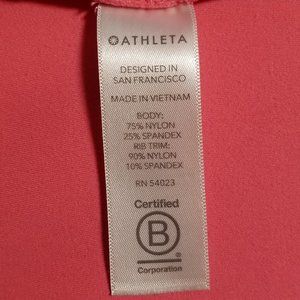 ATHLETA
DESIGNED IN
SAN FRANCISCO
MADE IN VIETNAM
BODY:
75% NYLON
25% SPANDEX
RIB TRIM:
90% NYLON
10% SPANDEX
RN 54023
Certified
B
Corporation